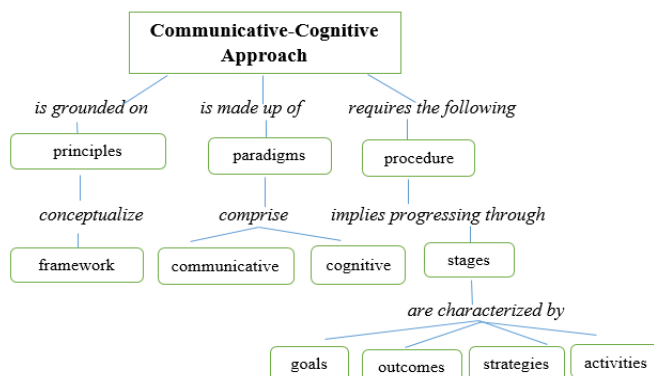 Communicative-Cognitive
Approach
is grounded on
is made up of
requires the following
principles
paradigms
procedure
conceptualize
comprise
implies progressing through
framework
communicative
cognitive
stages
are characterized by
goals
outcomes
strategies
activities